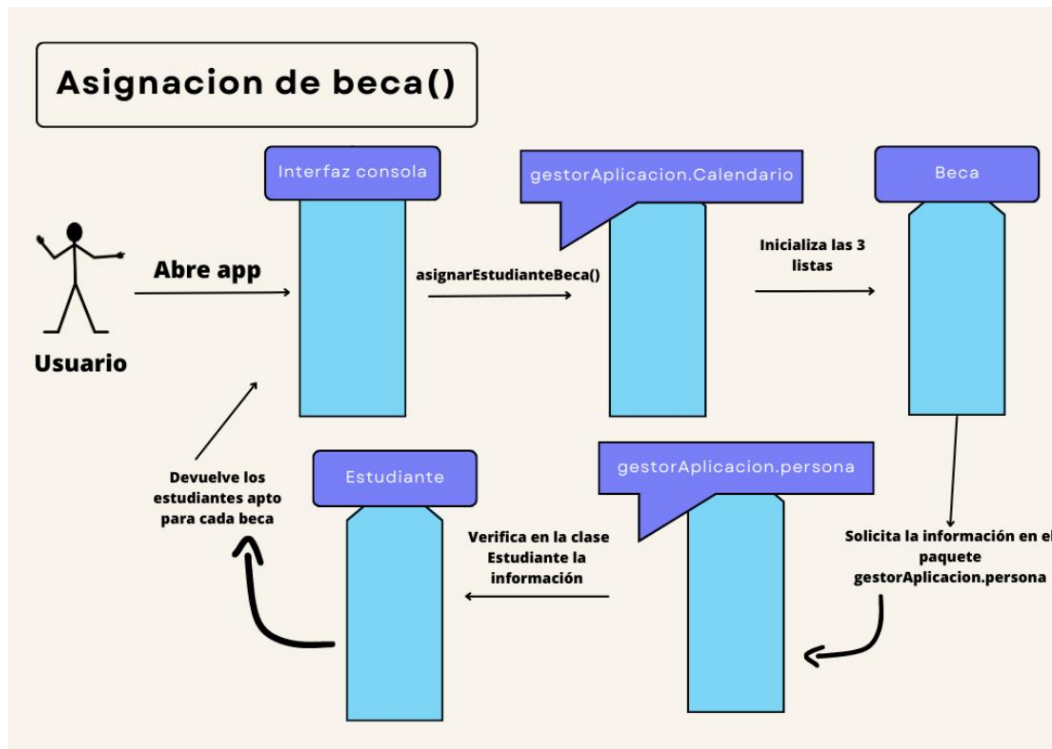 Asignacion de beca()
Interfaz consola
gestorAplicacion.Calendario
Beca
Abre app
asignarEstudianteBeca()
Inicializa las 3
listas
Usuario
Devuelve los
estudiantes apto
para cada beca
Estudiante
Verifica en la clase
Estudiante la
información
gestorAplicacion.persona
Solicita la información en el
paquete
gestorAplicacion.persona